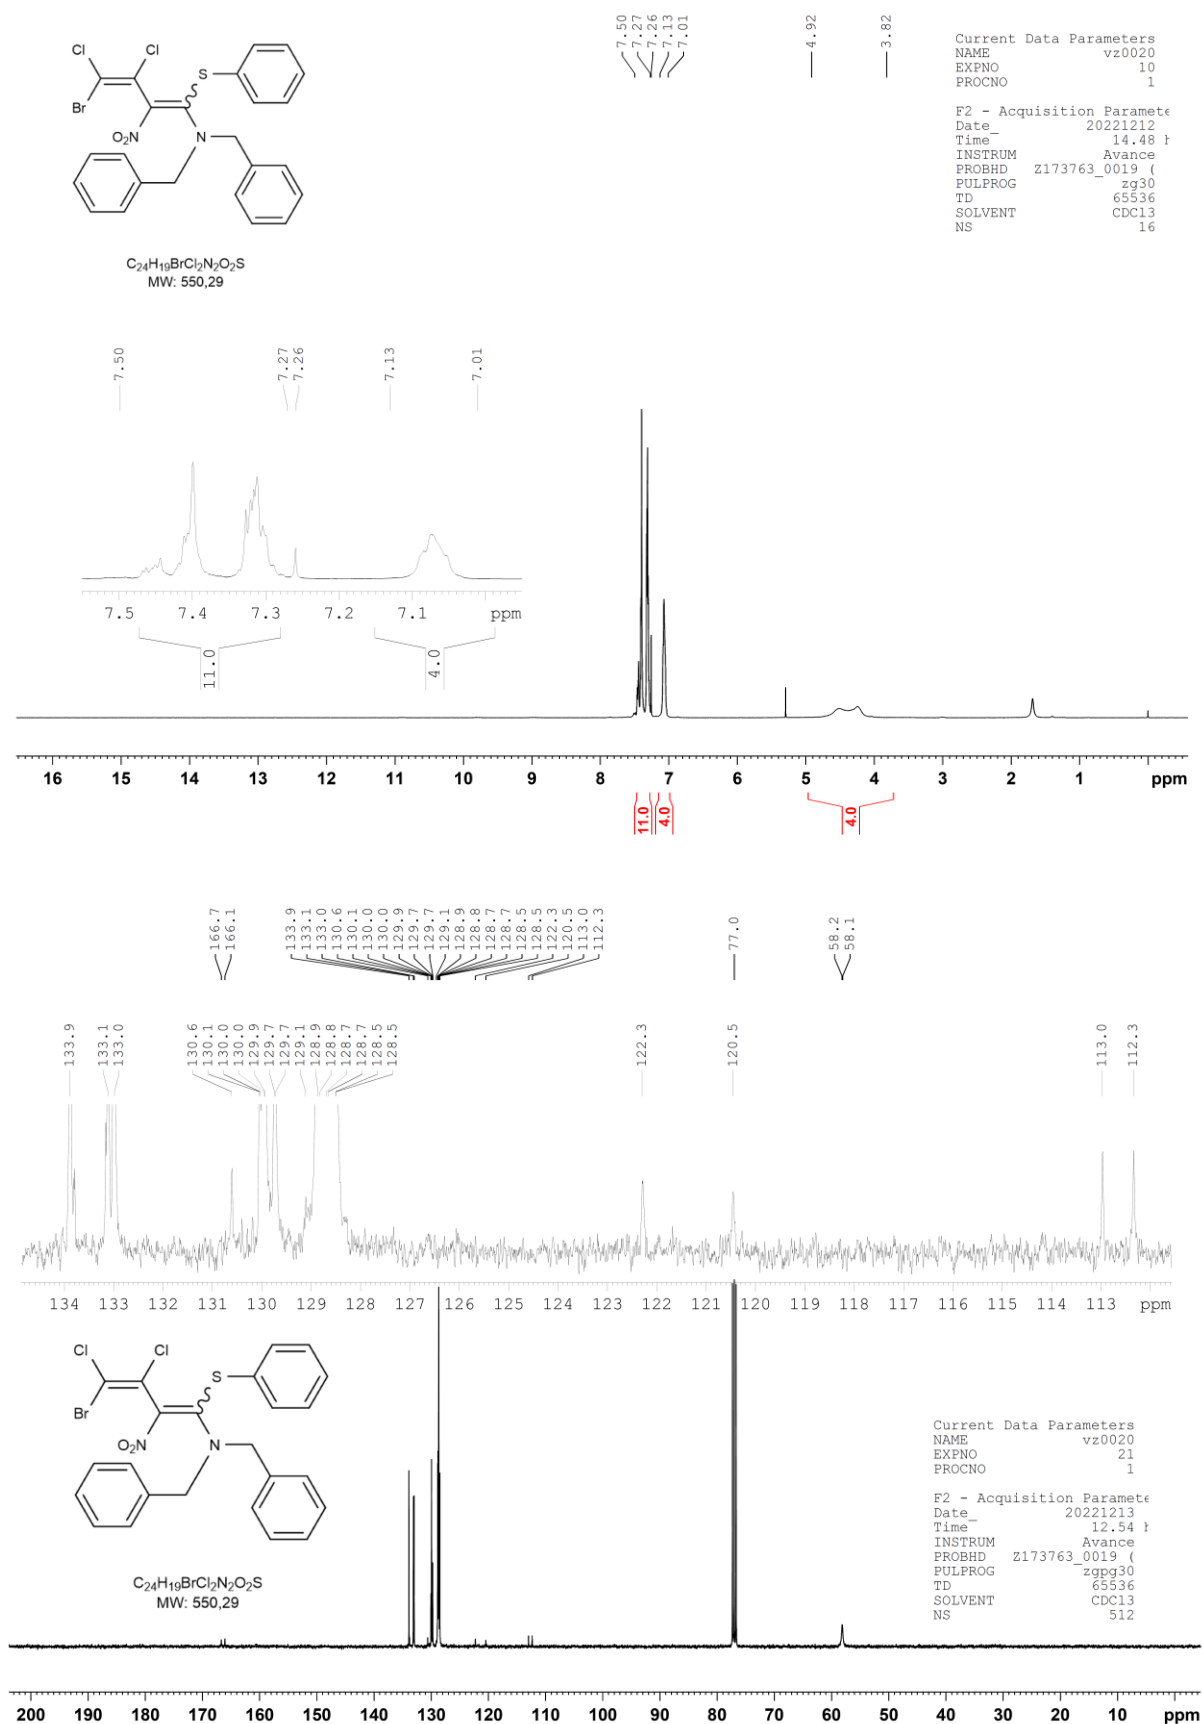 7.50
7.27
7.26
7.13
7.01
4.92
3.82
Current Data Parameters
NAME vz0020
EXPNO 10
PROCNO 1
F2 - Acquisition Paramete
Date_ 20221212
Time 14.48 h
INSTRUM Avance
PROBHD Z173763_0019 (
PULPROG zg30
TD 65536
SOLVENT CDCl3
NS 16
Cl
Cl
S
Br
O2N
N
C24H19BrCl2N2O2S
MW: 550,29
7.50
7.27
7.26
7.13
7.01
7.5 7.4 7.3 7.2 7.1 ppm
11.0
4.0
16 15 14 13 12 11 10 9 8 7 6 5 4 3 2 1 ppm
11.0
4.0
4.0
166.7
166.1
133.9
133.1
133.0
130.6
130.1
130.0
130.0
129.9
129.7
129.7
129.1
128.9
128.8
128.7
128.7
128.5
128.5
122.3
120.5
113.0
112.3
77.0
58.2
58.1
133.9
133.1
133.0
130.6
130.1
130.0
130.0
129.9
129.7
129.7
129.1
128.9
128.8
128.7
128.7
128.5
128.5
122.3
120.5
113.0
112.3
134 133 132 131 130 129 128 127 126 125 124 123 122 121 120 119 118 117 116 115 114 113 ppm
Cl
Cl
S
Br
O2N
N
C24H19BrCl2N2O2S
MW: 550,29
Current Data Parameters
NAME vz0020
EXPNO 21
PROCNO 1
F2 - Acquisition Paramete
Date_ 20221213
Time 12.54 h
INSTRUM Avance
PROBHD Z173763_0019 (
PULPROG zgpg30
TD 65536
SOLVENT CDCl3
NS 512
200 190 180 170 160 150 140 130 120 110 100 90 80 70 60 50 40 30 20 10 ppm